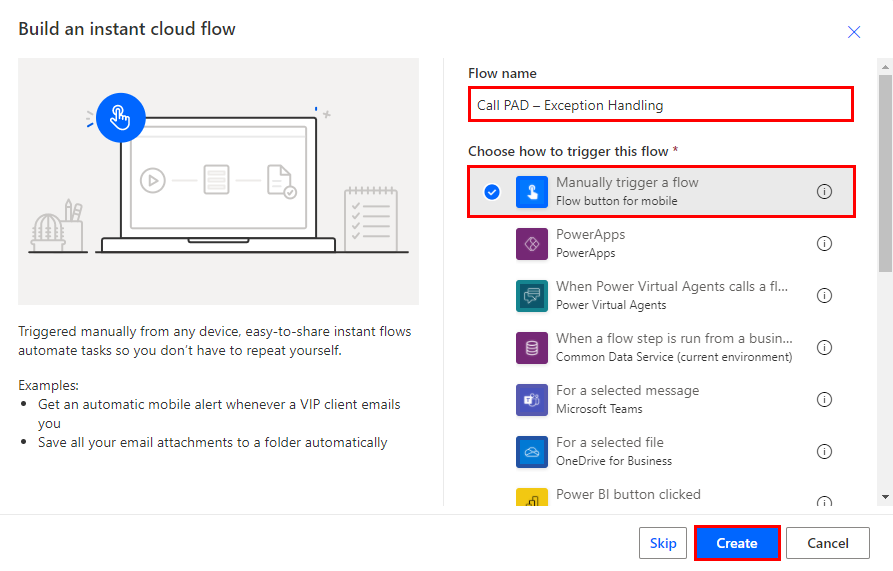 Build an instant cloud flow
Flow name
Call PAD – Exception Handling
Choose how to trigger this flow *
Manually trigger a flow
Flow button for mobile
PowerApps
PowerApps
When Power Virtual Agents calls a fl...
Power Virtual Agents
When a flow step is run from a busin...
Common Data Service (current environment)
For a selected message
Microsoft Teams
For a selected file
OneDrive for Business
Power BI button clicked
Triggered manually from any device, easy-to-share instant flows
automate tasks so you don’t have to repeat yourself.
Examples:
• Get an automatic mobile alert whenever a VIP client emails
you
• Save all your email attachments to a folder automatically
Skip
Create
Cancel